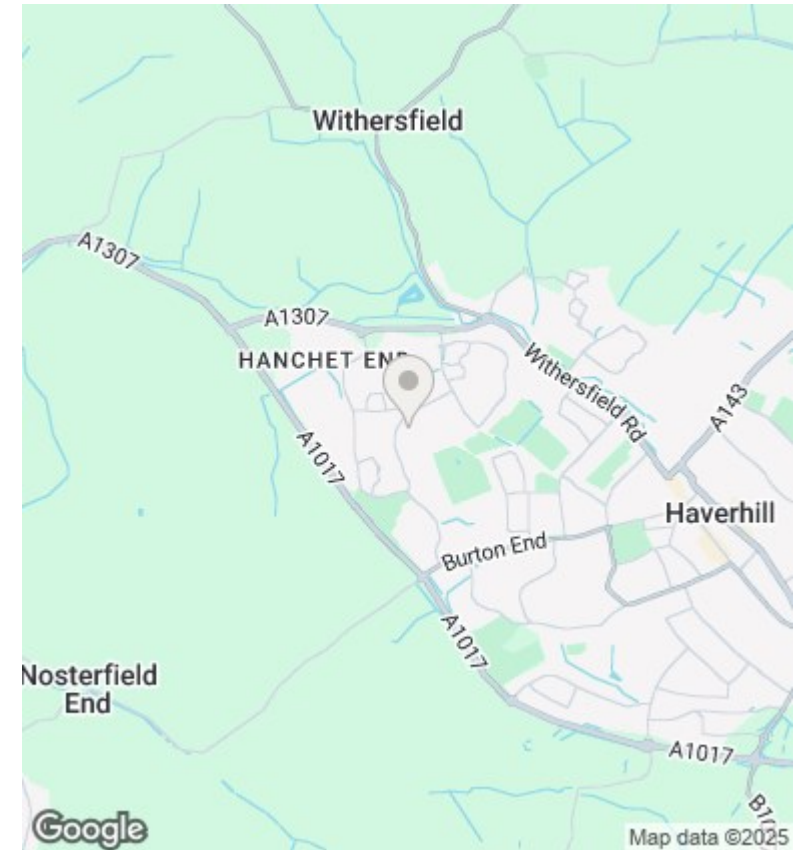 Withersfield
A1307
A1307
HANCHET END
Withersfield Rd
A143
A1017
Haverhill
Burton End
A1017
Nosterfield
End
A1017
Google
Map data ©2025